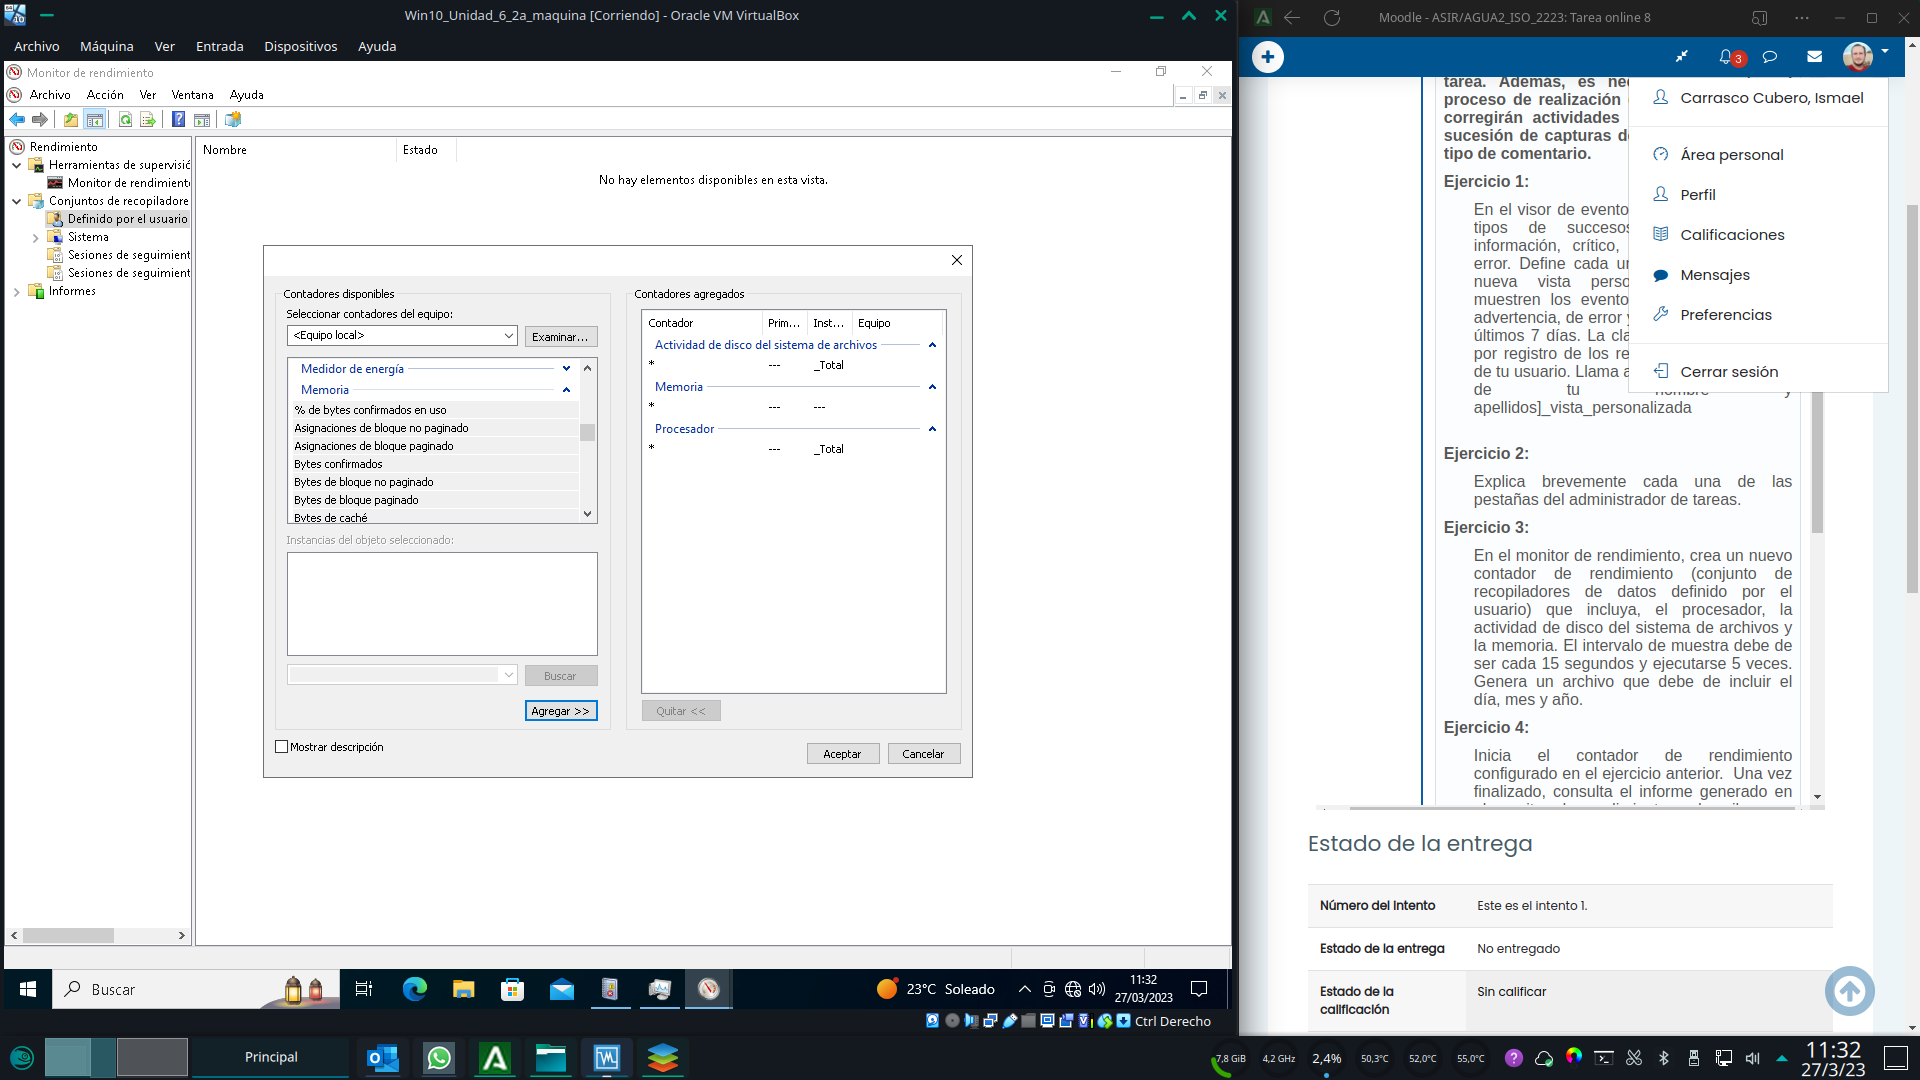 Win10_Unidad_6_2a_maquina [Corriendo] - Oracle VM VirtualBox
Archivo Máquina Ver Entrada Dispositivos Ayuda
Monitor de rendimiento
Archivo Acción Ver Ventana Ayuda
Rendimiento
Herramientas de supervisió
Monitor de rendimiento
Conjuntos de recopiladore
Definido por el usuario
Sistema
Sesiones de seguimient
Sesiones de seguimient
Informes
Nombre Estado
No hay elementos disponibles en esta vista.
Contadores disponibles
Seleccionar contadores del equipo:
<Equipo local>
Examinar...
Medidor de energía
Memoria
% de bytes confirmados en uso
Asignaciones de bloque no paginado
Asignaciones de bloque paginado
Bytes confirmados
Bytes de bloque no paginado
Bytes de bloque paginado
Bytes de caché
Instancias del objeto seleccionado:
Buscar
Agregar >>
Mostrar descripción
Contadores agregados
Contador Prim... Inst... Equipo
Actividad de disco del sistema de archivos
* --- _Total
Memoria
* --- ---
Procesador
* --- _Total
Quitar <<
Aceptar Cancelar
Buscar
23°C Soleado
11:32
27/03/2023
Ctrl Derecho
Moodle - ASIR/AGUA2_ISO_2223: Tarea online 8
3
tarea. Además, es ne
proceso de realización
corregirán actividades
sucesión de capturas d
tipo de comentario.
Ejercicio 1:
En el visor de evento
tipos de sucesos
información, crítico,
error. Define cada u
nueva vista perso
muestren los evento
advertencia, de error y
últimos 7 días. La cla
por registro de los re
de tu usuario. Llama a
de tu nombre y
apellidos]_vista_personalizada
Carrasco Cubero, Ismael
Área personal
Perfil
Calificaciones
Mensajes
Preferencias
Cerrar sesión
Ejercicio 2:
Explica brevemente cada una de las
pestañas del administrador de tareas.
Ejercicio 3:
En el monitor de rendimiento, crea un nuevo
contador de rendimiento (conjunto de
recopiladores de datos definido por el
usuario) que incluya, el procesador, la
actividad de disco del sistema de archivos y
la memoria. El intervalo de muestra debe de
ser cada 15 segundos y ejecutarse 5 veces.
Genera un archivo que debe de incluir el
día, mes y año.
Ejercicio 4:
Inicia el contador de rendimiento
configurado en el ejercicio anterior. Una vez
finalizado, consulta el informe generado en
Estado de la entrega
Número del intento Este es el intento 1.
Estado de la entrega No entregado
Estado de la
calificación
Sin calificar
Principal
7,8 GiB 4,2 GHz 2,4% 50,3°C 52,0°C 55,0°C
11:32
27/3/23